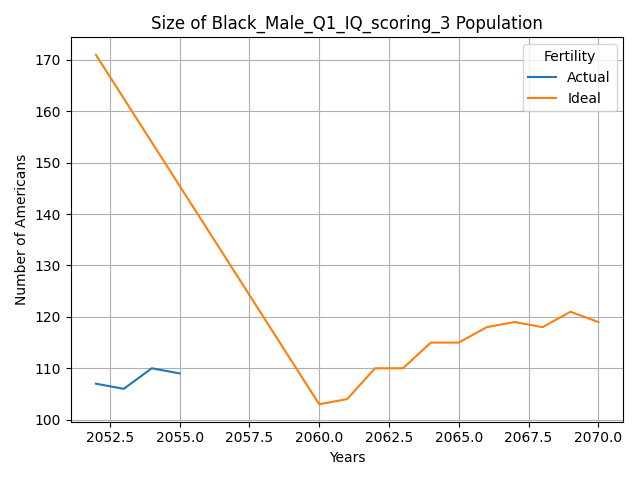 Size of Black_Male_Q1_IQ_scoring_3 Population
Fertility
Actual
Ideal
170
160
150
140
130
120
110
100
Number of Americans
2052.5 2055.0 2057.5 2060.0 2062.5 2065.0 2067.5 2070.0
Years